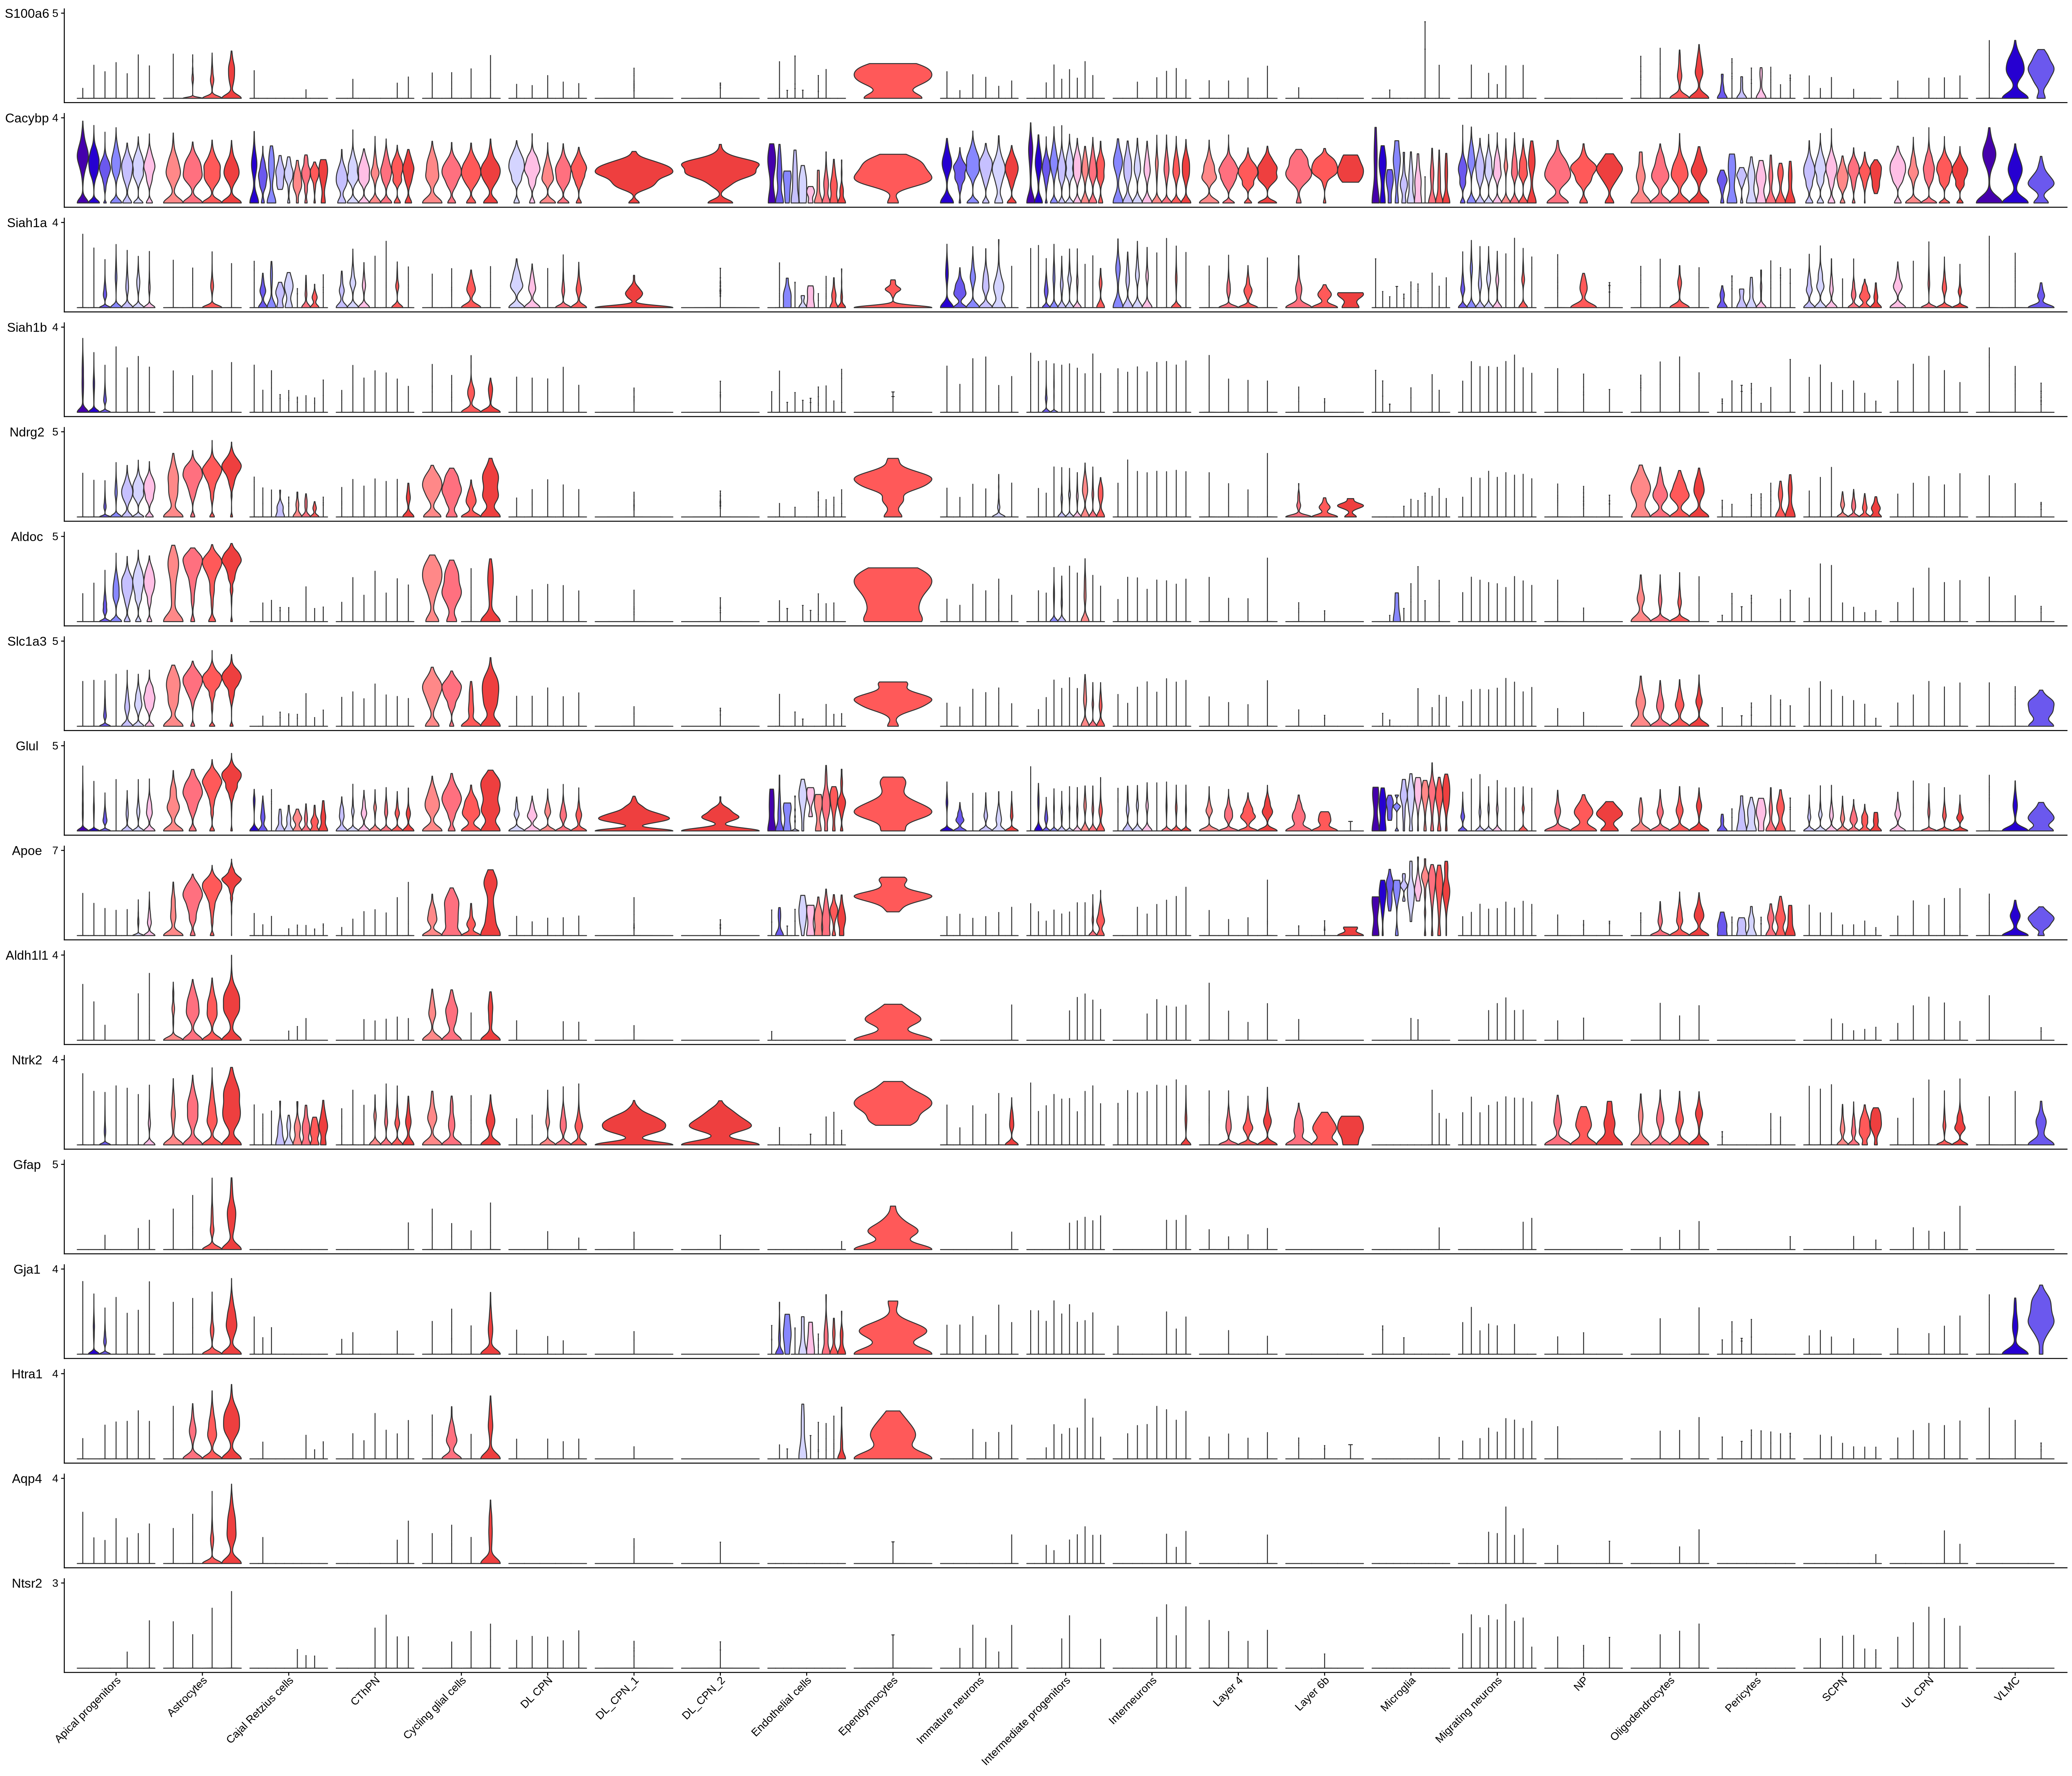 S100a6 5
Cacybp 4
Siah1a 4
Siah1b 4
Ndrg2 5
Aldoc 5
Slc1a3 5
Glul 5
Apoe 7
Aldh1l1 4
Ntrk2 4
Gfap 5
Gja1 4
Htra1 4
Aqp4 4
Ntsr2 3
Apical progenitors
Astrocytes
Cajal Retzius cells
CThPN
Cycling glial cells
DL CPN
DL_CPN_1
DL_CPN_2
Endothelial cells
Ependymocytes
Immature neurons
Intermediate progenitors
Interneurons
Layer 4
Layer 6b
Microglia
Migrating neurons
NP
Oligodendrocytes
Pericytes
SCPN
UL CPN
VLMC